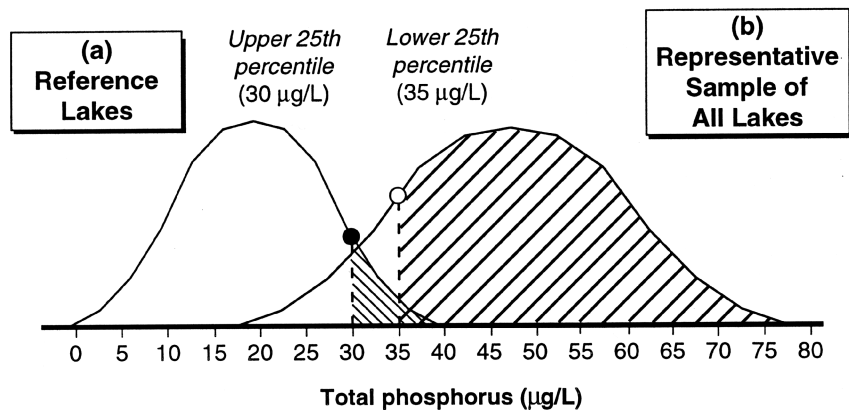 (a)
Reference
Lakes
Upper 25th
percentile
(30 µg/L)
Lower 25th
percentile
(35 µg/L)
(b)
Representative
Sample of
All Lakes
0 5 10 15 20 25 30 35 40 45 50 55 60 65 70 75 80
Total phosphorus (µg/L)